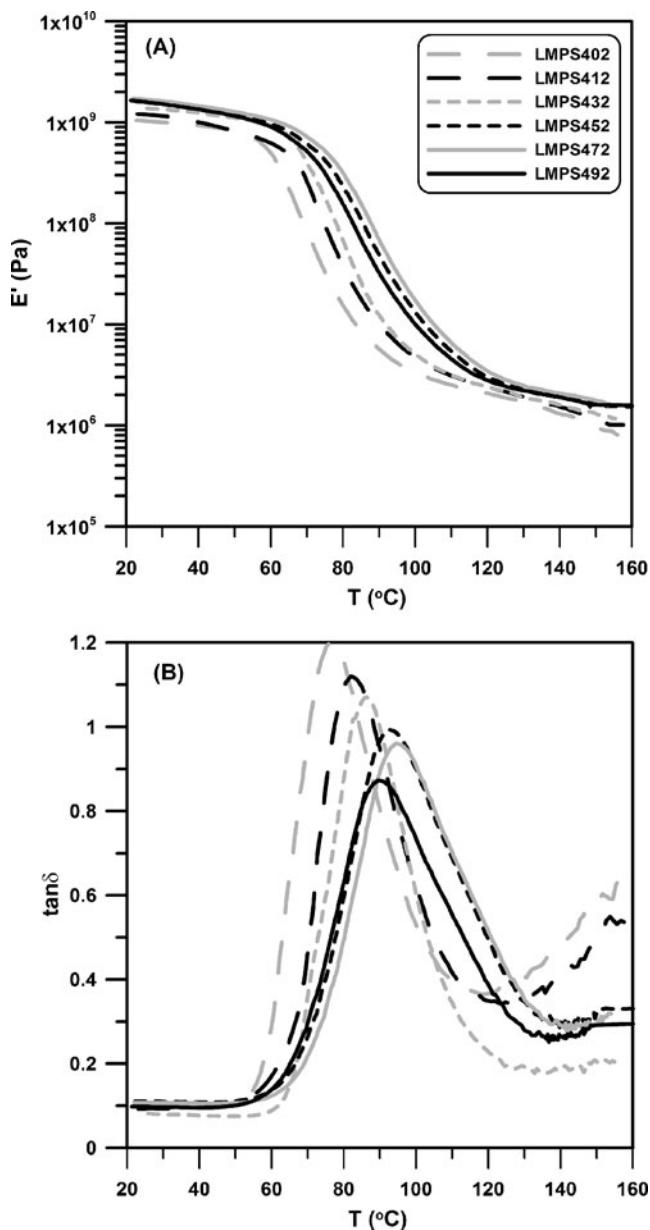 (A)
LMPS402
LMPS412
LMPS432
LMPS452
LMPS472
LMPS492
1x10¹⁰
1x10⁹
1x10⁸
1x10⁷
1x10⁶
1x10⁵
E' (Pa)
20 40 60 80 100 120 140 160
T (°C)
(B)
1.2
1
0.8
0.6
0.4
0.2
0
tanδ
20 40 60 80 100 120 140 160
T (°C)